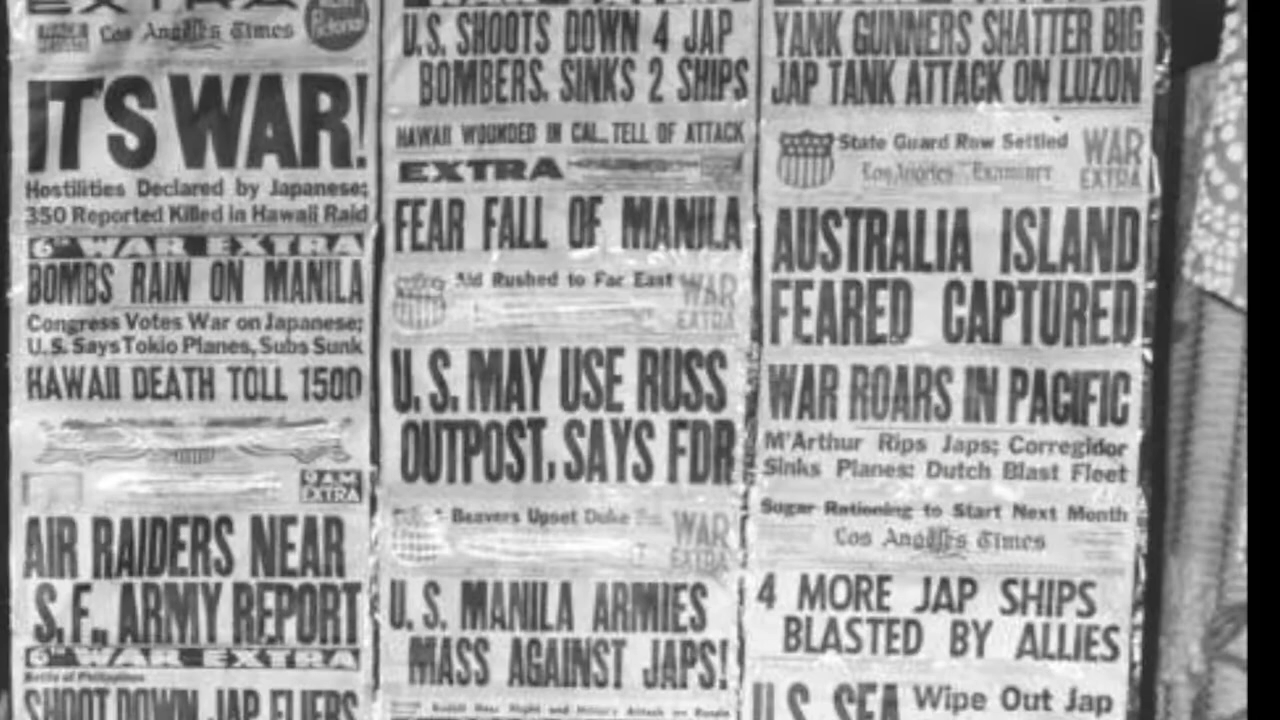 EXTRA
Los Angeles Times
IT'S WAR!
Hostilities Declared by Japanese;
350 Reported Killed in Hawaii Raid
6th WAR EXTRA
BOMBS RAIN ON MANILA
Congress Votes War on Japanese;
U.S. Says Tokio Planes, Subs Sunk
HAWAII DEATH TOLL 1500
9 A.M.
EXTRA
AIR RAIDERS NEAR
S.F., ARMY REPORT
6th WAR EXTRA
Battle of Philippines
SHOOT DOWN JAP FLIERS
U.S. SHOOTS DOWN 4 JAP
BOMBERS, SINKS 2 SHIPS
HAWAII WOUNDED IN CAL. TELL OF ATTACK
EXTRA
FEAR FALL OF MANILA
Aid Rushed to Far East
WAR
EXTRA
U.S. MAY USE RUSS
OUTPOST, SAYS FDR
Beavers Upset Duke
WAR
EXTRA
U.S. MANILA ARMIES
MASS AGAINST JAPS!
YANK GUNNERS SHATTER BIG
JAP TANK ATTACK ON LUZON
State Guard Row Settled
WAR
EXTRA
Los Angeles Examiner
AUSTRALIA ISLAND
FEARED CAPTURED
WAR ROARS IN PACIFIC
M'Arthur Rips Japs; Corregidor
Sinks Planes; Dutch Blast Fleet
Sugar Rationing to Start Next Month
Los Angeles Times
4 MORE JAP SHIPS
BLASTED BY ALLIES
U.S. SEA Wipe Out Jap